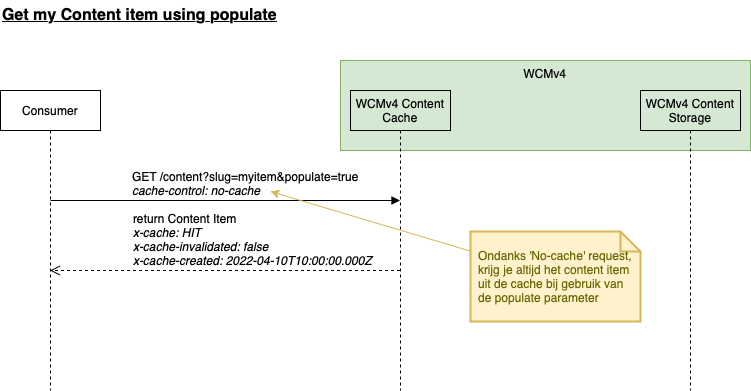 Get my Content item using populate
WCMv4
Consumer
WCMv4 Content
Cache
WCMv4 Content
Storage
GET /content?slug=myitem&populate=true
cache-control: no-cache
return Content Item
x-cache: HIT
x-cache-invalidated: false
x-cache-created: 2022-04-10T10:00:00.000Z
Ondanks 'No-cache' request,
krijg je altijd het content item
uit de cache bij gebruik van
de populate parameter